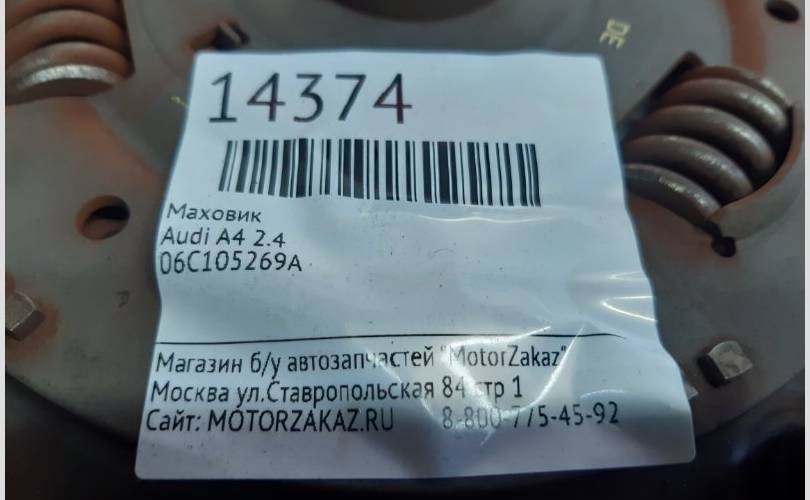 DE
14374
Маховик
Audi A4 2.4
06C105269A
Магазин б/у автозапчастей "MotorZakaz"
Москва ул.Ставропольская 84 стр 1
Сайт: MOTORZAKAZ.RU 8-800-775-45-92